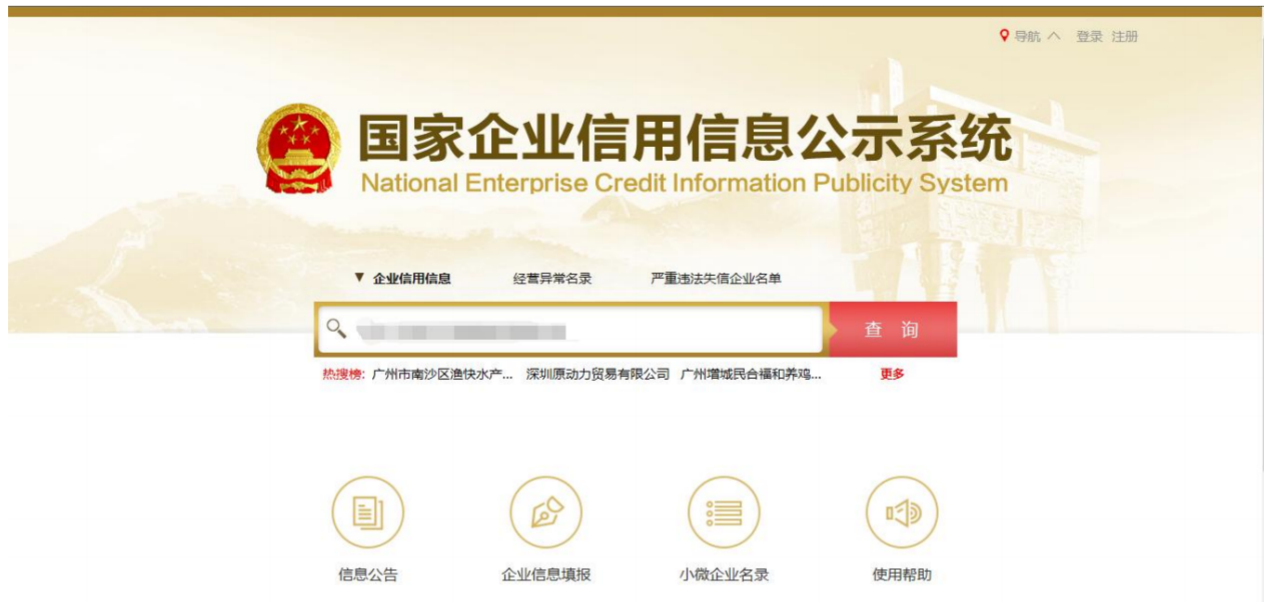 导航 登录 注册
国家企业信用信息公示系统
National Enterprise Credit Information Publicity System
企业信用信息 经营异常名录 严重违法失信企业名单
查 询
热搜榜: 广州市南沙区渔快水产... 深圳原动力贸易有限公司 广州增城民合福和养鸡... 更多
信息公告 企业信息填报 小微企业名录 使用帮助